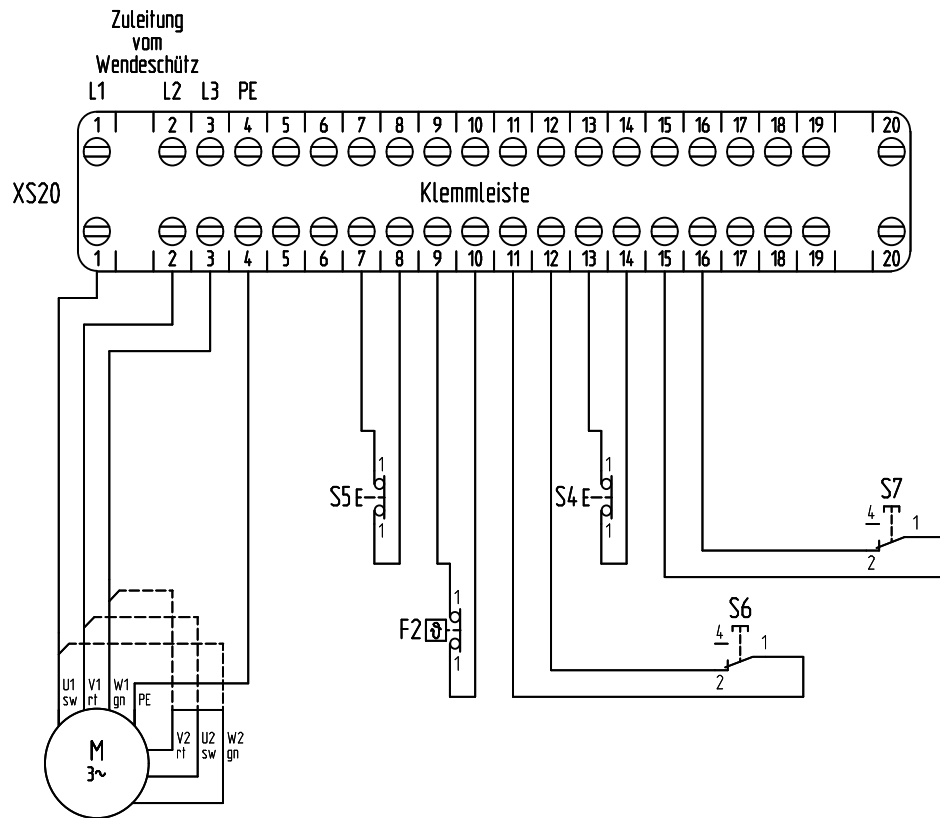 Zuleitung
vom
Wendeschütz
L1 L2 L3 PE
1 2 3 4 5 6 7 8 9 10 11 12 13 14 15 16 17 18 19 20
XS20 Klemmleiste
1 2 3 4 5 6 7 8 9 10 11 12 13 14 15 16 17 18 19 20
1 1
S5 E S4 E
1 1
S7
4 1
2
1
F2 ϑ
1
S6
4 1
2
U1 V1 W1 PE
sw rt gn
V2 U2 W2
rt sw gn
M
3~